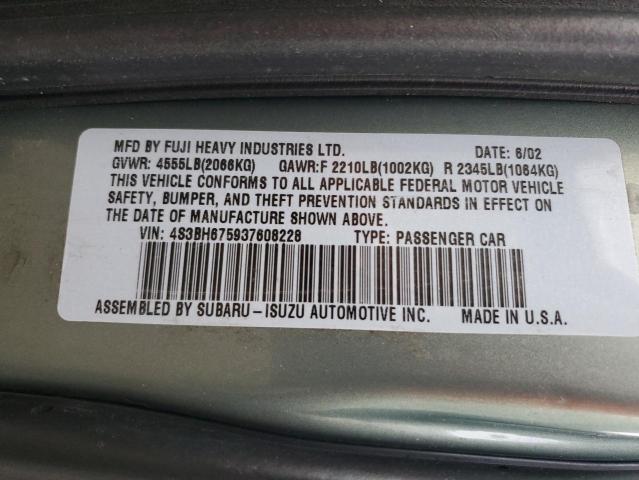 MFD BY FUJI HEAVY INDUSTRIES LTD. DATE: 6/02
GVWR: 4555LB(2066KG) GAWR:F 2210LB(1002KG) R 2345LB(1064KG)
THIS VEHICLE CONFORMS TO ALL APPLICABLE FEDERAL MOTOR VEHICLE
SAFETY, BUMPER, AND THEFT PREVENTION STANDARDS IN EFFECT ON
THE DATE OF MANUFACTURE SHOWN ABOVE.
VIN: 4S3BH675937608228 TYPE: PASSENGER CAR
ASSEMBLED BY SUBARU-ISUZU AUTOMOTIVE INC. MADE IN U.S.A.